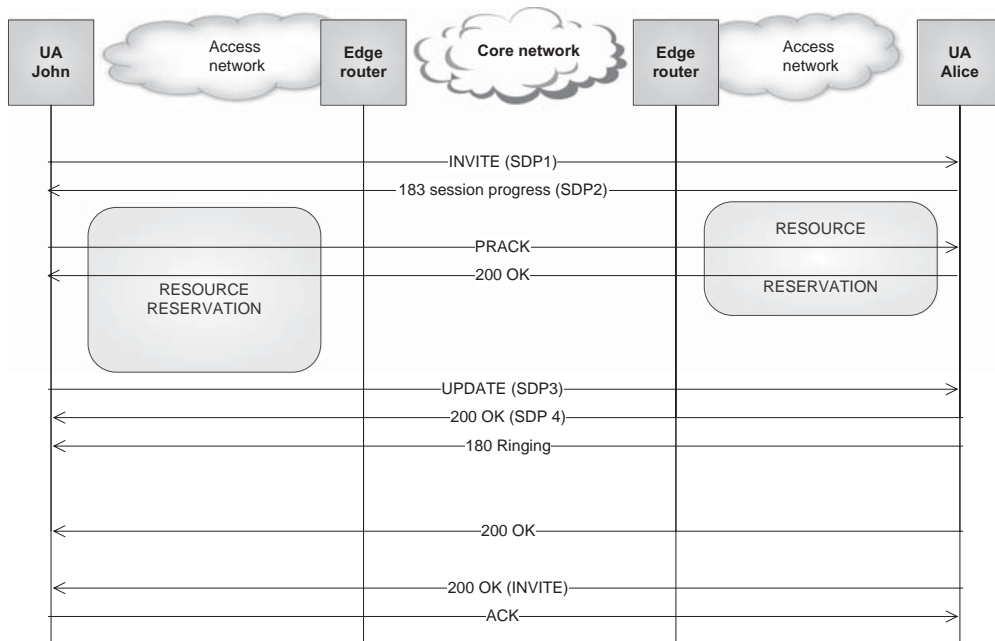 UA
John
Access
network
Edge
router
Core network
Edge
router
Access
network
UA
Alice
INVITE (SDP1)
183 session progress (SDP2)
RESOURCE
PRACK
200 OK
RESOURCE
RESERVATION
RESERVATION
UPDATE (SDP3)
200 OK (SDP 4)
180 Ringing
200 OK
200 OK (INVITE)
ACK